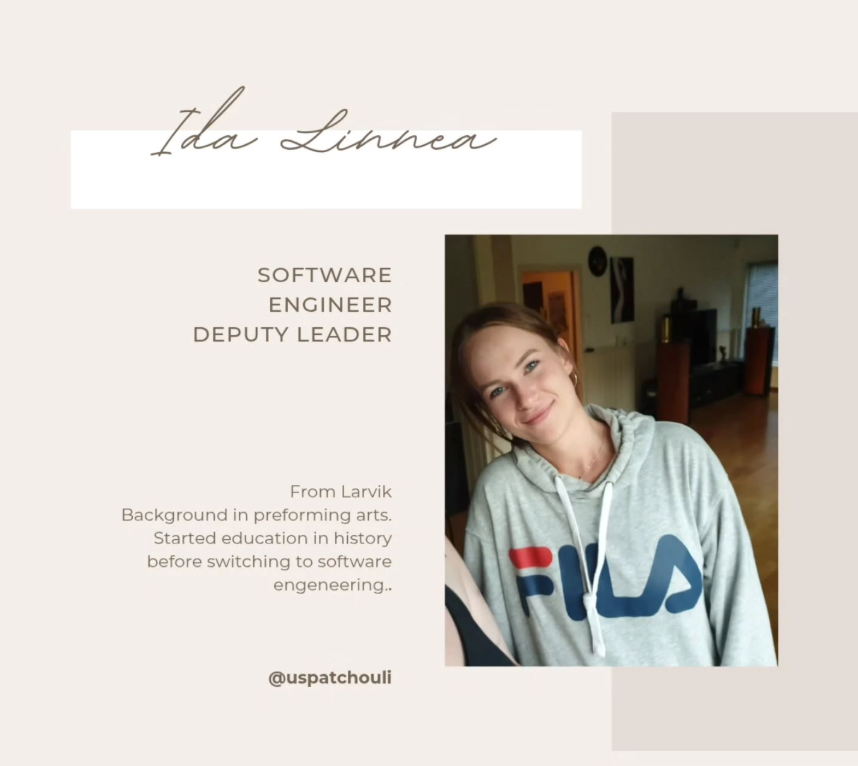 Ida Linnea
SOFTWARE
ENGINEER
DEPUTY LEADER
From Larvik
Background in preforming arts.
Started education in history
before switching to software
engeneering..
@uspatchouli
FILA